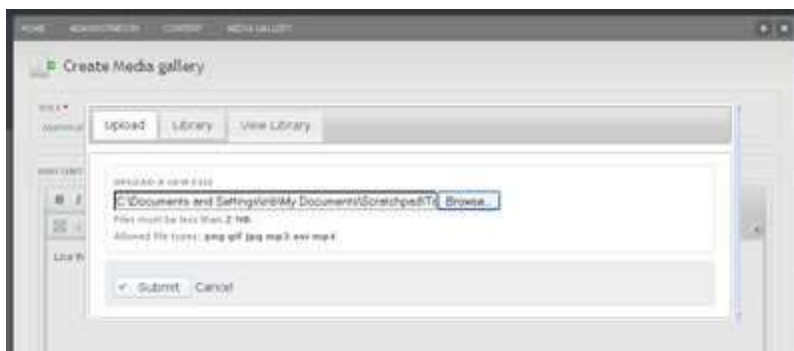 HOME ADMINISTRATION CONTENT MEDIA GALLERY
Create Media gallery
TITLE *
Upload Library View Library
UPLOAD A NEW FILE
C:\Documents and Settings\ Documents\Scratchpad\ Browse...
Files must be less than 2 MB.
Allowed file types: png gif jpg mp3 avi mp4
B I
Submit Cancel